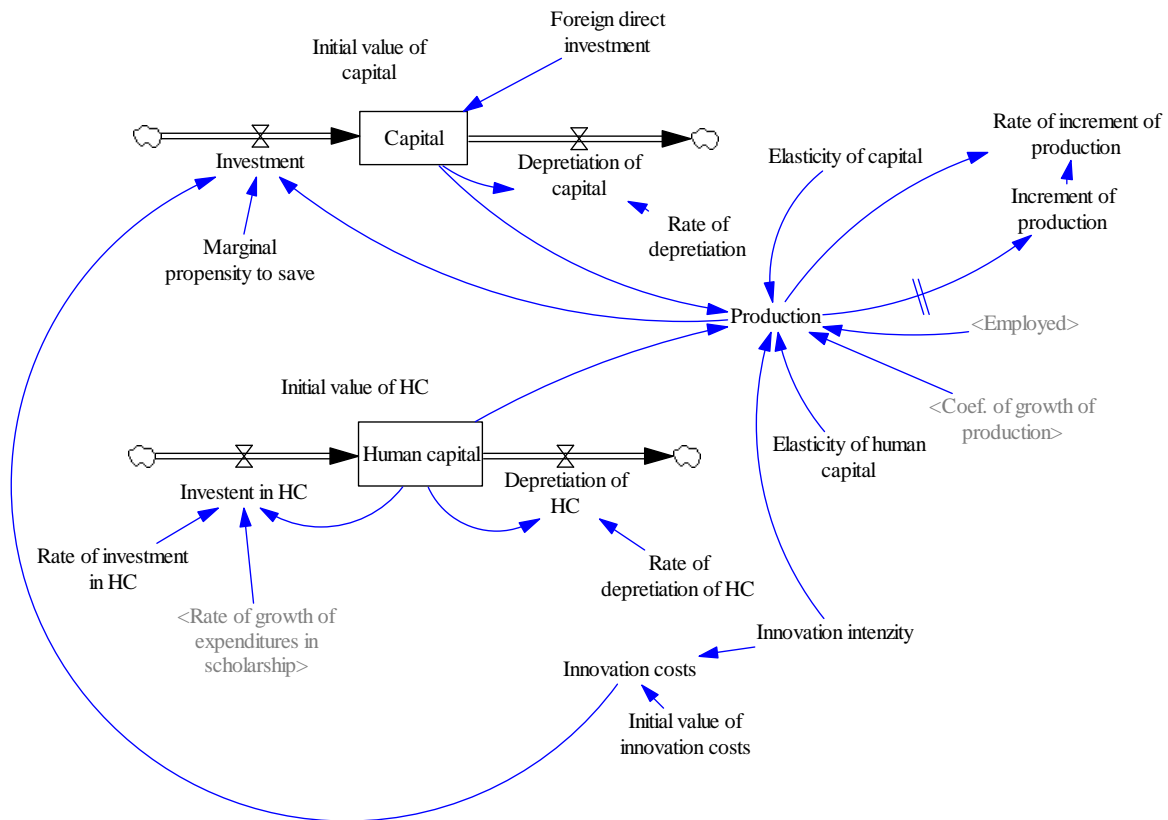 Foreign direct
investment
Initial value of
capital
Capital
Investment
Depretiation of
capital
Rate of
depretiation
Marginal
propensity to save
Elasticity of capital
Rate of increment of
production
Increment of
production
Production
<Employed>
<Coef. of growth of
production>
Elasticity of human
capital
Initial value of HC
Human capital
Investent in HC
Depretiation of
HC
Rate of investment
in HC
Rate of
depretiation of HC
<Rate of growth of
expenditures in
scholarship>
Innovation intenzity
Innovation costs
Initial value of
innovation costs